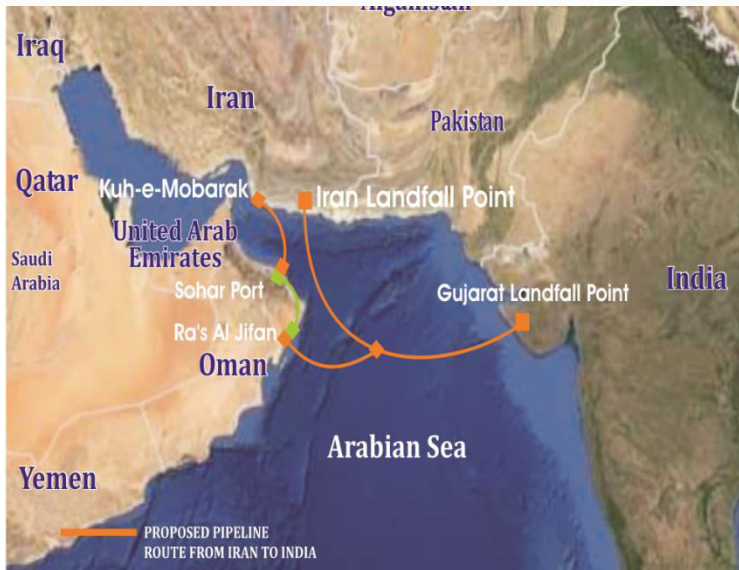 Afganistan
Iraq
Iran
Pakistan
Qatar
Kuh-e-Mobarak
Iran Landfall Point
United Arab
Emirates
Saudi
Arabia
Sohar Port
India
Gujarat Landfall Point
Ra's Al Jifan
Oman
Arabian Sea
Yemen
PROPOSED PIPELINE
ROUTE FROM IRAN TO INDIA